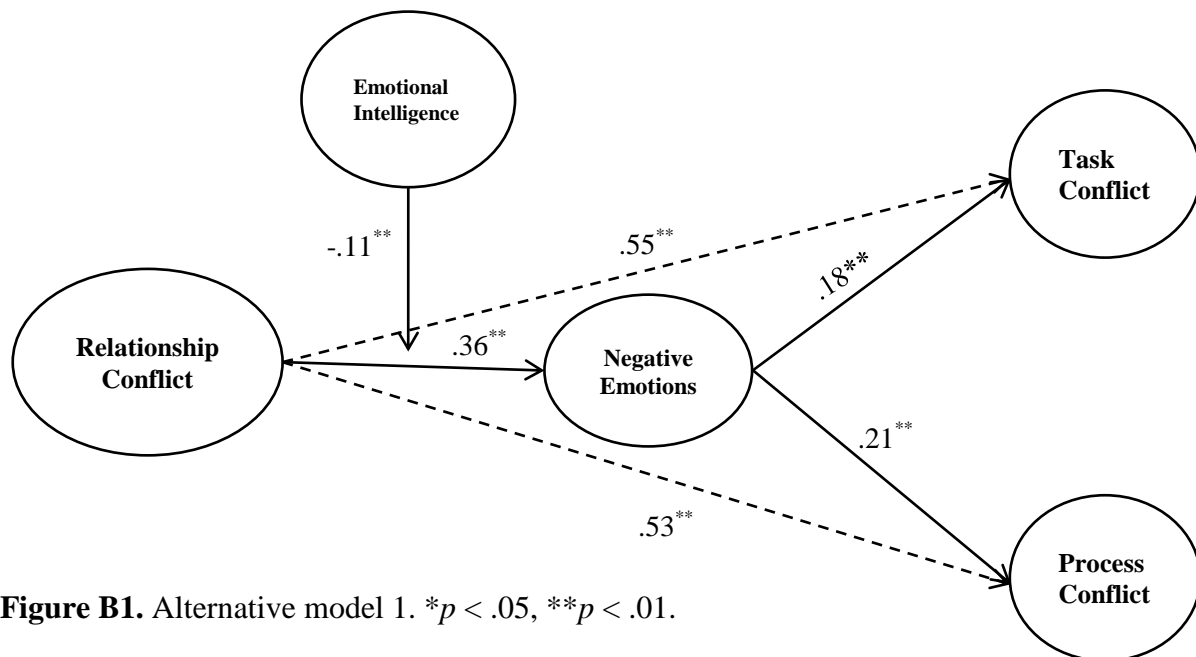 Emotional
Intelligence
Task
Conflict
-.11**
.55**
.18**
Relationship
Conflict
.36**
Negative
Emotions
.21**
.53**
Process
Conflict
Figure B1. Alternative model 1. *p < .05, **p < .01.